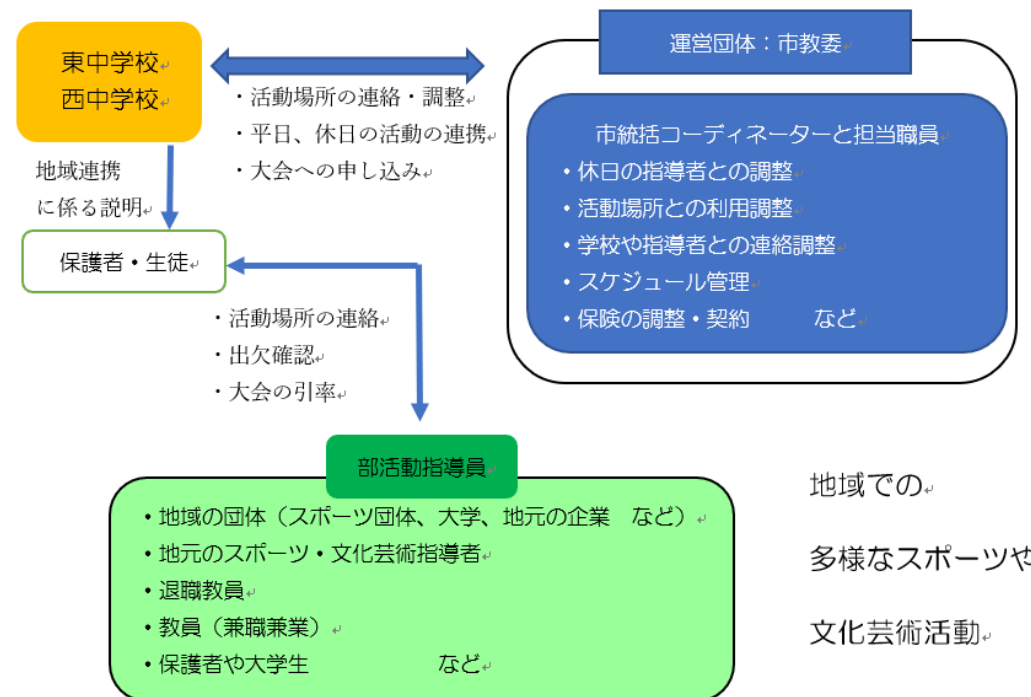 東中学校
西中学校
運営団体：市教委
・活動場所の連絡・調整
・平日、休日の活動の連携
・大会への申し込み
市統括コーディネーターと担当職員
・休日の指導者との調整
・活動場所との利用調整
・学校や指導者との連絡調整
・スケジュール管理
・保険の調整・契約　　　など
地域連携
に係る説明
保護者・生徒
・活動場所の連絡
・出欠確認
・大会の引率
部活動指導員
・地域の団体（スポーツ団体、大学、地元の企業　など）
・地元のスポーツ・文化芸術指導者
・退職教員
・教員（兼職兼業）
・保護者や大学生　　　　　　など
地域での
多様なスポーツや
文化芸術活動